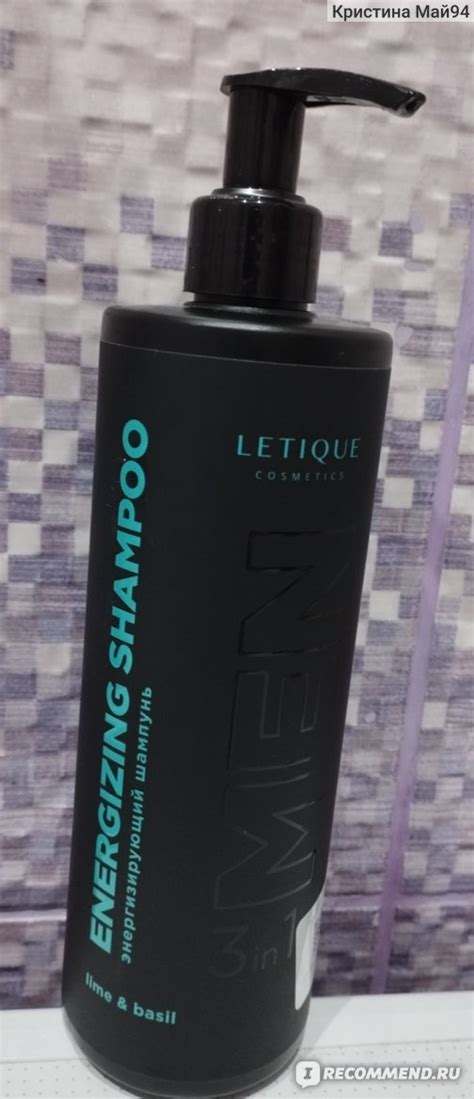 Кристина Май94
LETIQUE
COSMETICS
MEN
3 in 1
ENERGIZING SHAMPOO
энергизирующий шампунь
lime & basil
I RECOMMEND.RU